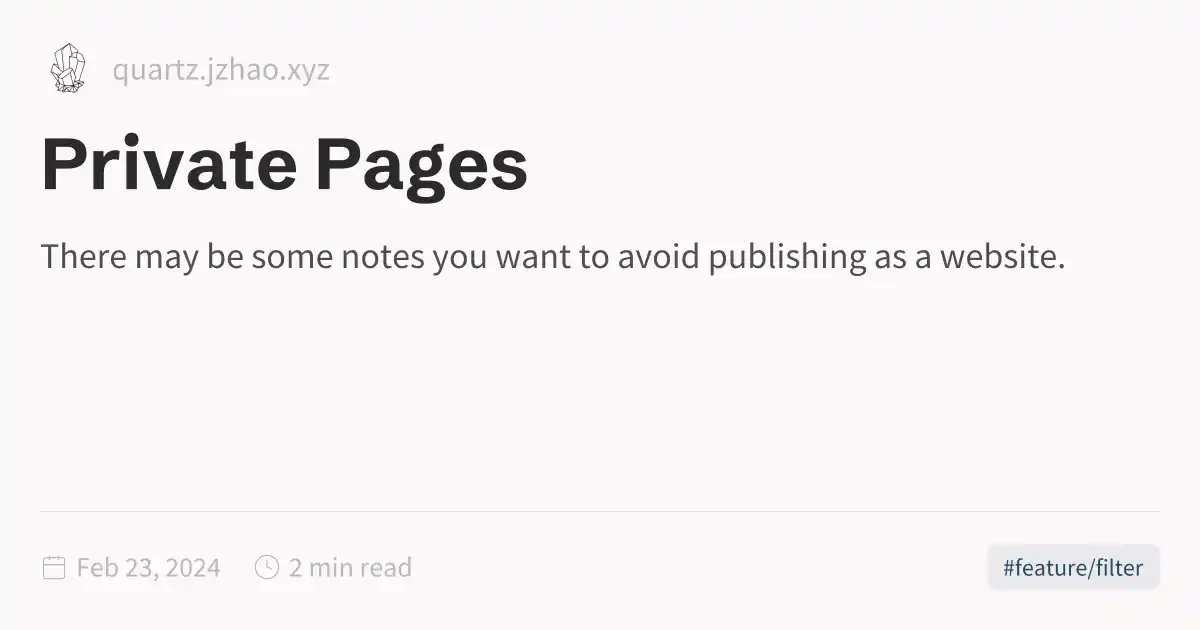 quartz.jzhao.xyz
Private Pages
There may be some notes you want to avoid publishing as a website.
Feb 23, 2024
2 min read
#feature/filter